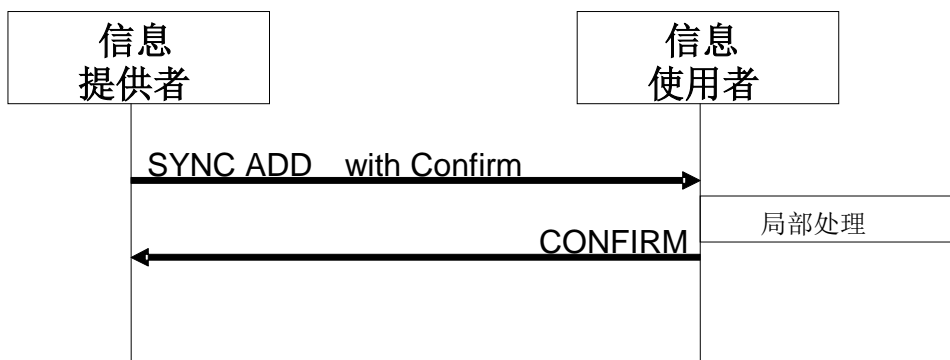 信息
提供者
信息
使用者
SYNC ADD with Confirm
局部处理
CONFIRM